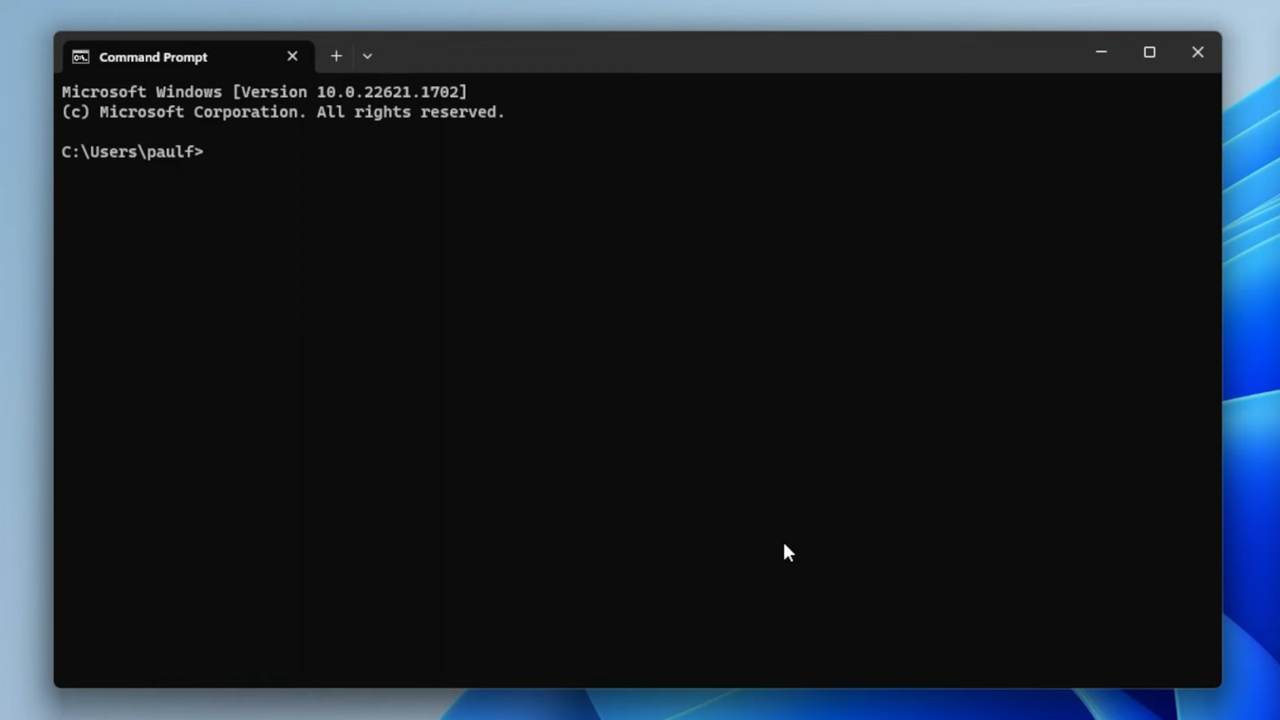 Command Prompt
Microsoft Windows [Version 10.0.22621.1702]
(c) Microsoft Corporation. All rights reserved.
C:\Users\paulf>